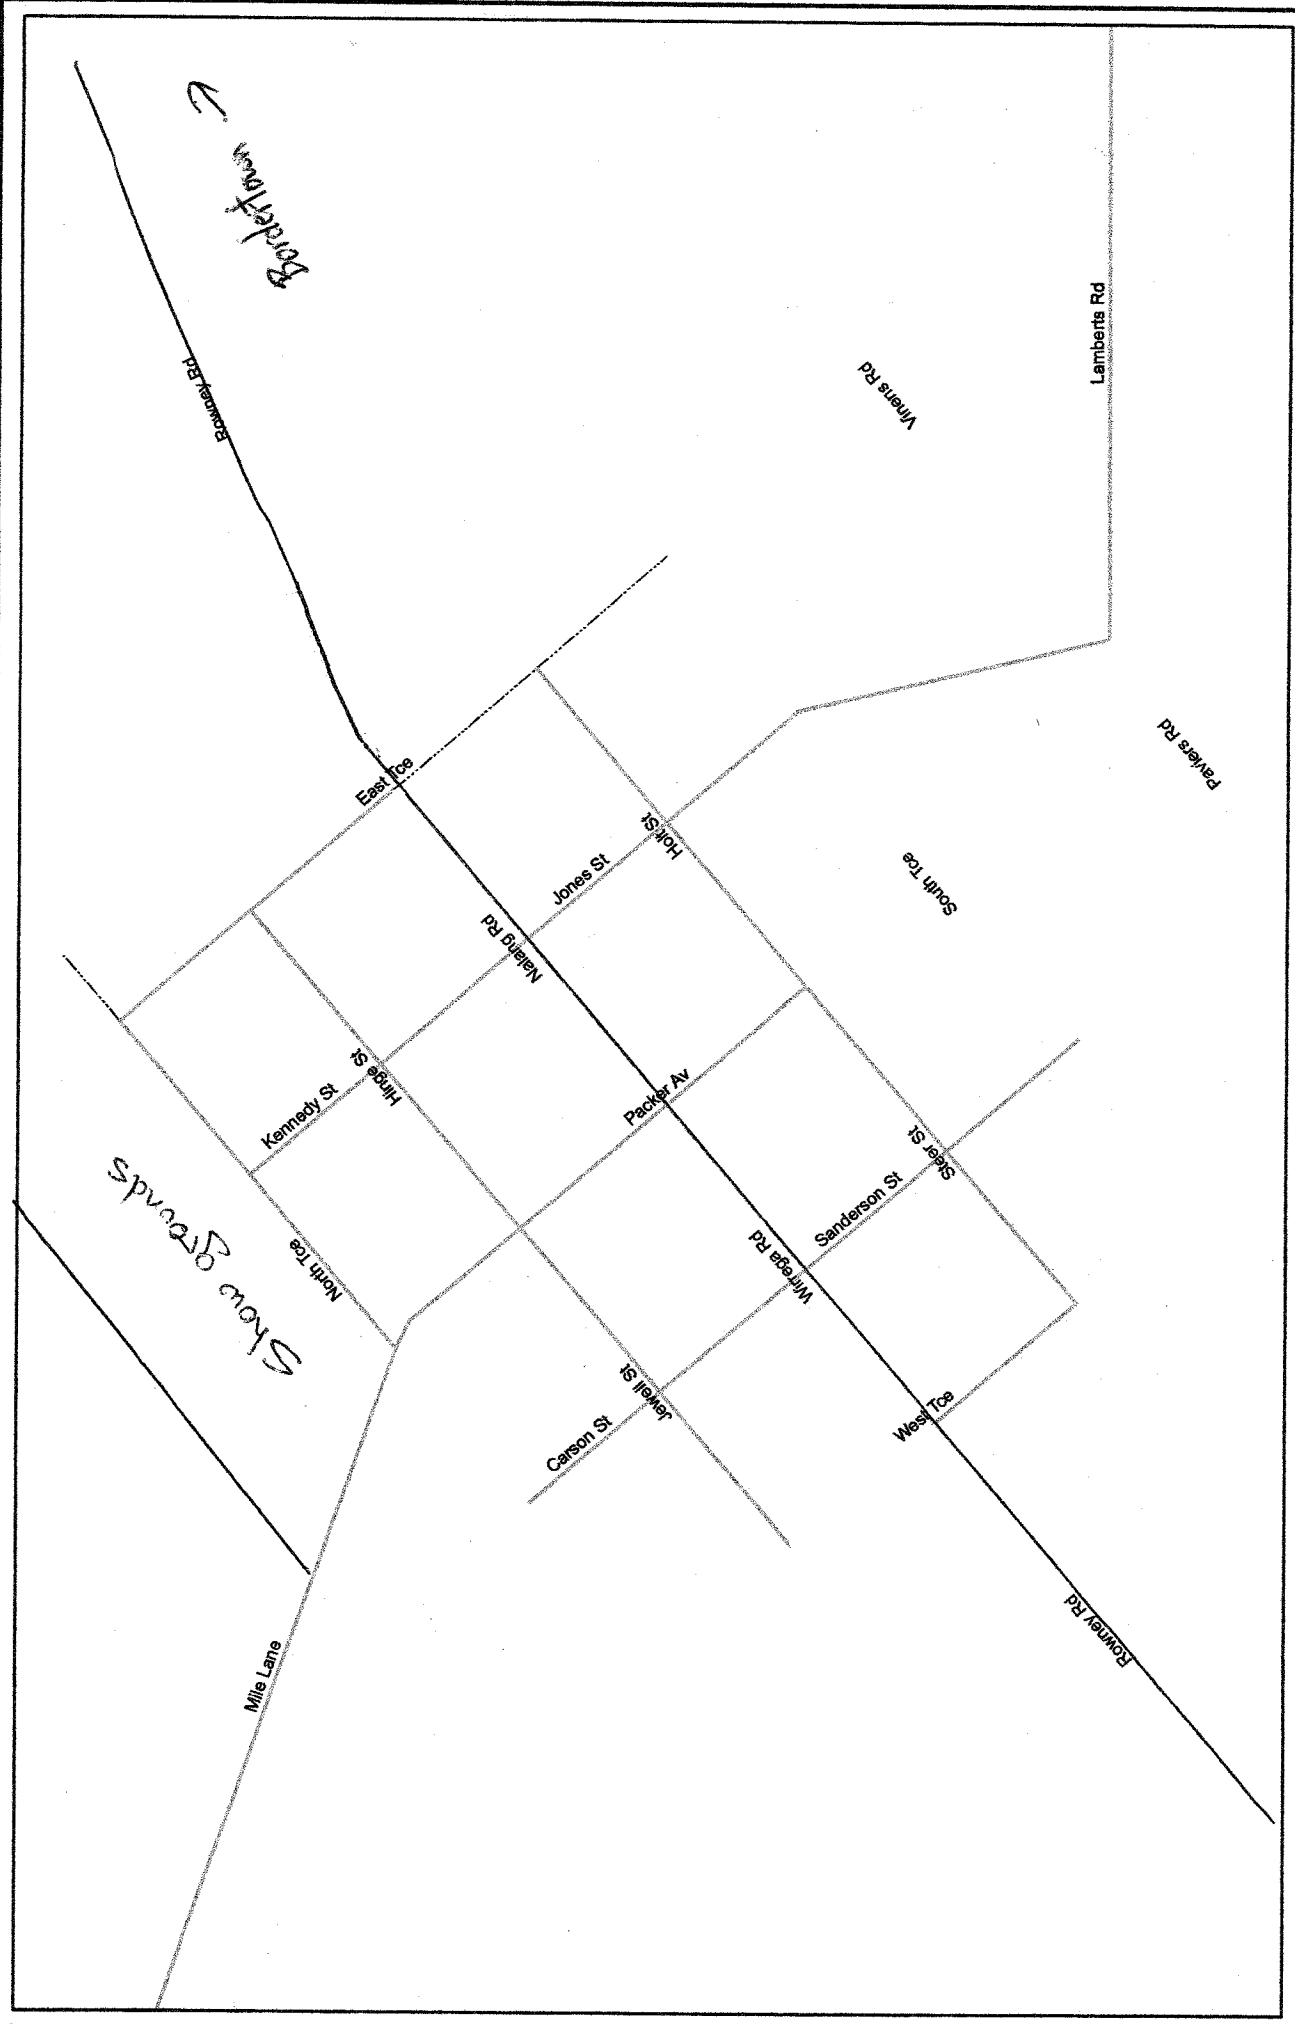 Bordertown
Rowney Rd
Vinens Rd
Lamberts Rd
Paviers Rd
East Tce
Holt St
Jones St
South Tce
Nalang Rd
Hinge St
Kennedy St
Packer Av
Show grounds
North Tce
Steer St
Sanderson St
Wirrega Rd
Jewell St
Carson St
West Tce
Rowney Rd
Mile Lane